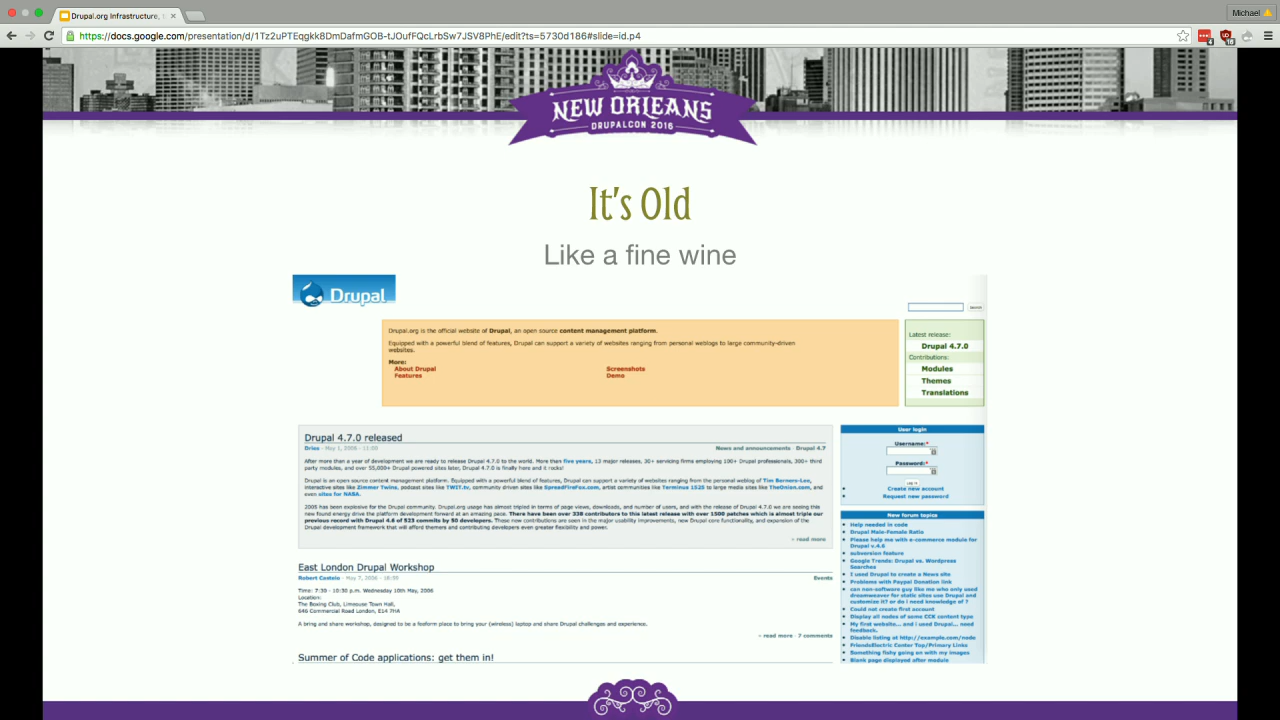 Drupal.org Infrastructure,
Michael
https://docs.google.com/presentation/d/1Tz2uPTEqgkk8DmDafmGOB-tJOufFQcLrbSw7JSV8PhE/edit?ts=5730d186#slide=id.p4
NEW ORLEANS
DRUPALCON 2016
It's Old
Like a fine wine
Drupal
Drupal.org is the official website of Drupal, an open source content management platform.
Equipped with a powerful blend of features, Drupal can support a variety of websites ranging from personal weblogs to large community-driven
websites.
More:
About Drupal
Features
Screenshots
Demo
Latest release:
Drupal 4.7.0
Contributions:
Modules
Themes
Translations
Drupal 4.7.0 released
Dries - May 1, 2006 - 11:09
News and announcements · Drupal 4.7
After more than a year of development we are ready to release Drupal 4.7.0 to the world. More then five years, 13 major releases, 30+ servicing firms employing 100+ Drupal professionals, 300+ third
party modules, and over 55,000+ Drupal powered sites later, Drupal 4.7.0 is finally here and it rocks!
Drupal is an open source content management platform. Equipped with a powerful blend of features, Drupal can support a variety of websites ranging from the personal weblog of Tim Berners-Lee,
interactive sites like Zimmer Twins, podcast sites like TWiT.tv, community driven sites like SpreadFireFox.com, artist communities like Terminus 1525 to large media sites like TheOnion.com, and
even sites for NASA.
2005 has been explosive for the Drupal community. Drupal.org usage has almost tripled in terms of page views, downloads, and number of users, and with the release of Drupal 4.7.0 we are seeing this
new found energy drive the platform development forward at an amazing pace. There have been over 338 contributors to this latest release with over 1500 patches which is almost triple our
previous record with Drupal 4.6 of 523 commits by 50 developers. Those new contributions are seen in the major usability improvements, new Drupal core functionality, and expansion of the
Drupal development framework that will afford themers and contributing developers even greater flexibility and power.
» read more
East London Drupal Workshop
Robert Castelo - May 7, 2006 - 18:59
Events
Time: 7:30 - 10:30 p.m. Wednesday 10th May, 2006
Location:
The Boxing Club, Limouse Town Hall,
646 Commercial Road London, E14 7HA
A bring and share workshop, designed to be a fosform place to bring your (wireless) laptop and share Drupal challenges and experience.
» read more · 7 comments
Summer of Code applications: get them in!
User login
Username:*
Password:*
Log in
Create new account
Request new password
New forum topics
Help needed in code
Drupal Male-Female Ratio
Please help me with e-commerce module for
Drupal v.4.6
subversion feature
Google Trends: Drupal vs. Wordpress
Searches
I used Drupal to create a News site
Problems with Paypal Donation link
can non-software guy like me who only used
dreamweaver for static sites use Drupal and
customize it? or do i need knowledge of ?
Could not create first account
Display all nodes of some CCK content type
My first website... and i used Drupal... need
feedback.
Disable listing at http://example.com/node
FriendsElectric Center Top/Primary Links
Something fishy going on with my images
Blank page displayed after module